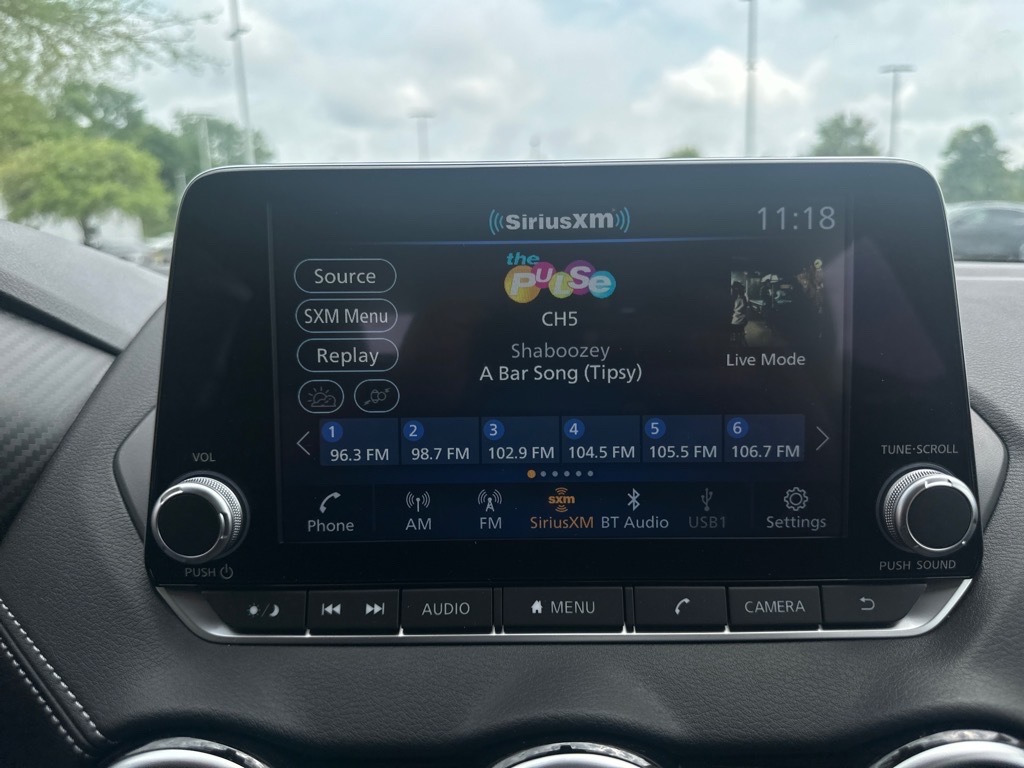 SiriusXM
11:18
Source
SXM Menu
Replay
the
PULSe
CH5
Shaboozey
A Bar Song (Tipsy)
Live Mode
1 96.3 FM
2 98.7 FM
3 102.9 FM
4 104.5 FM
5 105.5 FM
6 106.7 FM
VOL
PUSH
TUNE·SCROLL
PUSH SOUND
Phone
AM
FM
sxm
SiriusXM
BT Audio
USB1
Settings
AUDIO
MENU
CAMERA